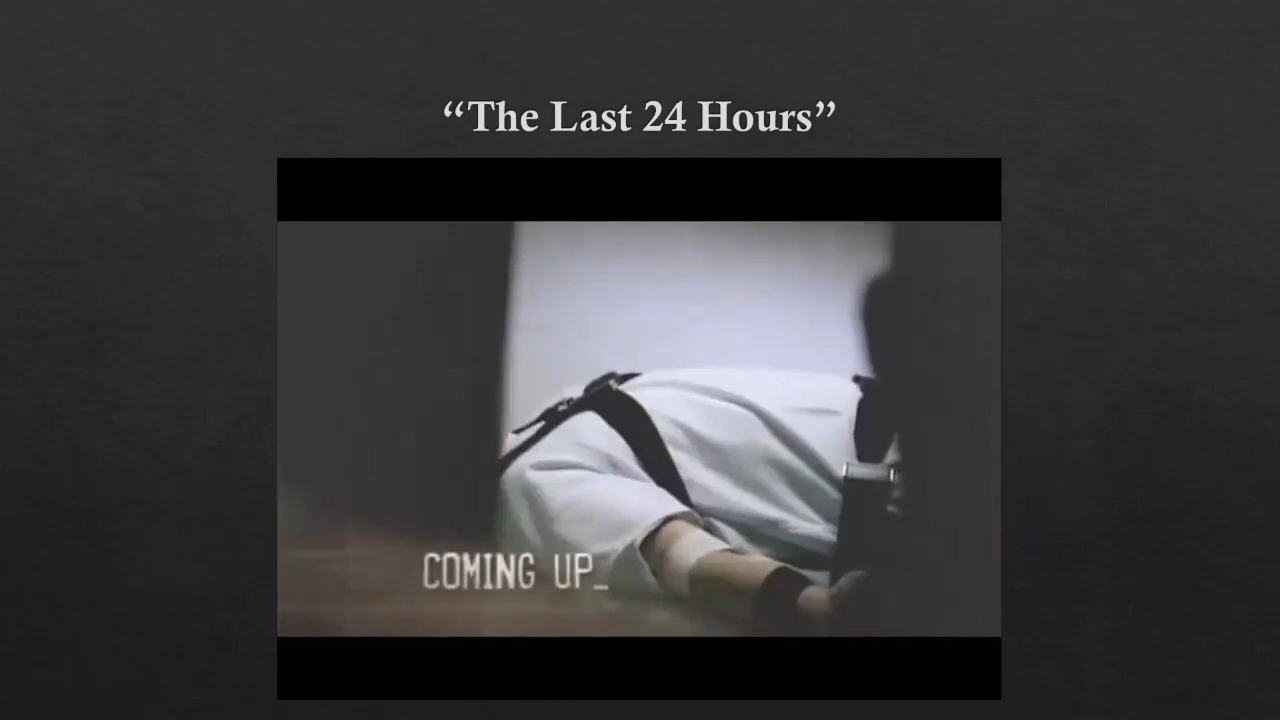 “The Last 24 Hours”
COMING UP_